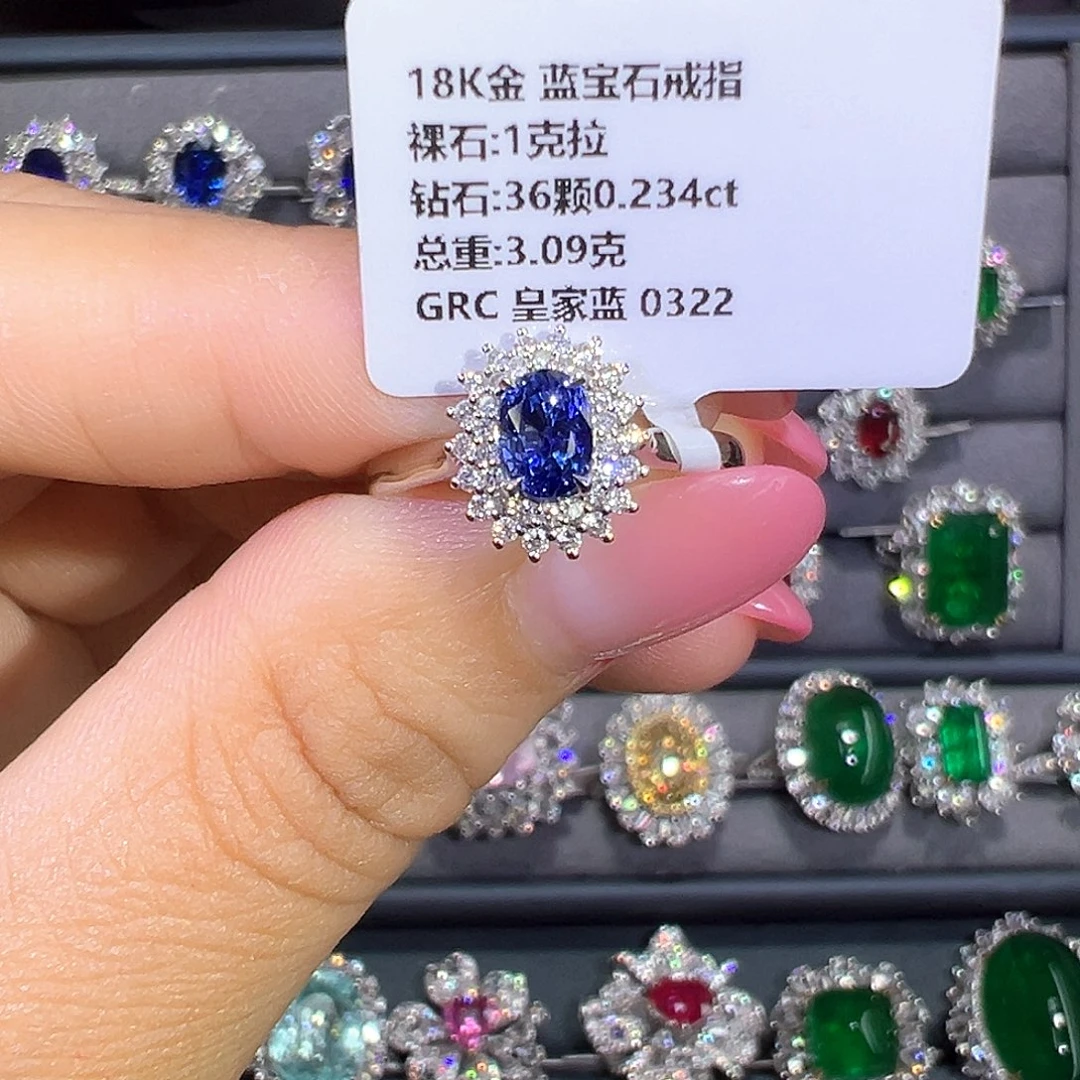 18K金 蓝宝石戒指
裸石:1克拉
钻石:36颗0.234ct
总重:3.09克
GRC 皇家蓝 0322